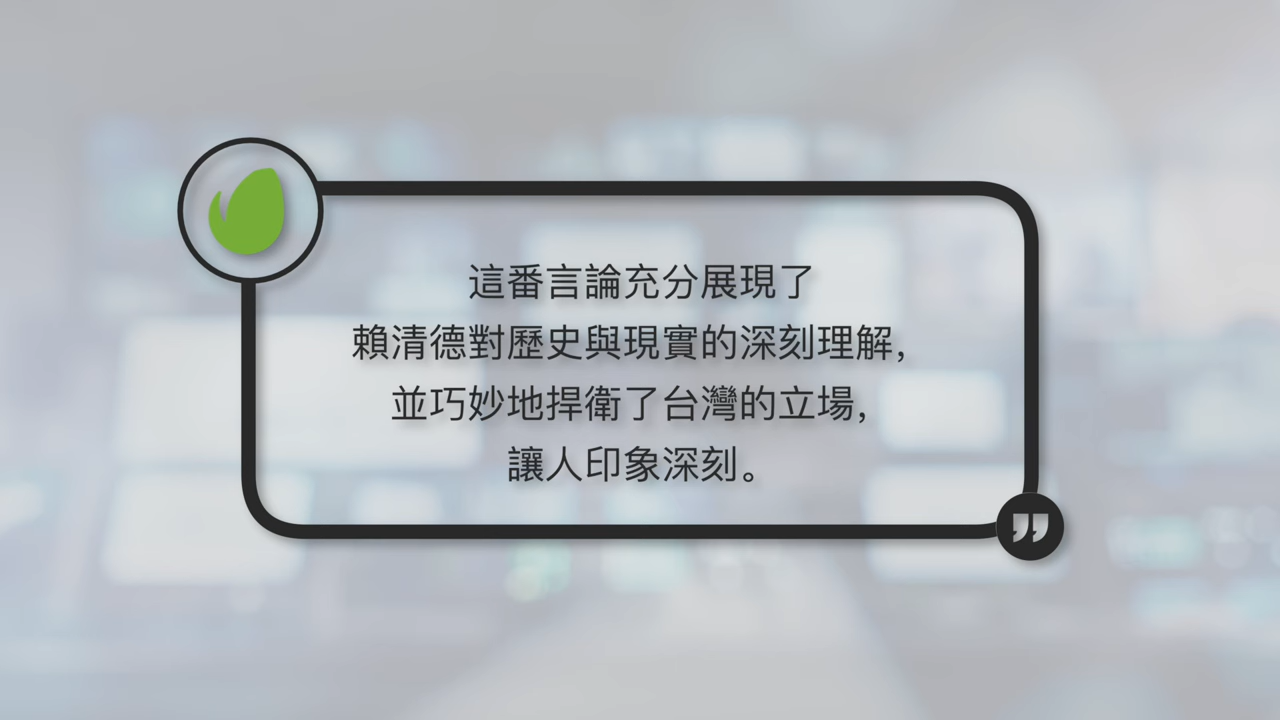 這番言論充分展現了
賴清德對歷史與現實的深刻理解,
並巧妙地捍衛了台灣的立場,
讓人印象深刻。